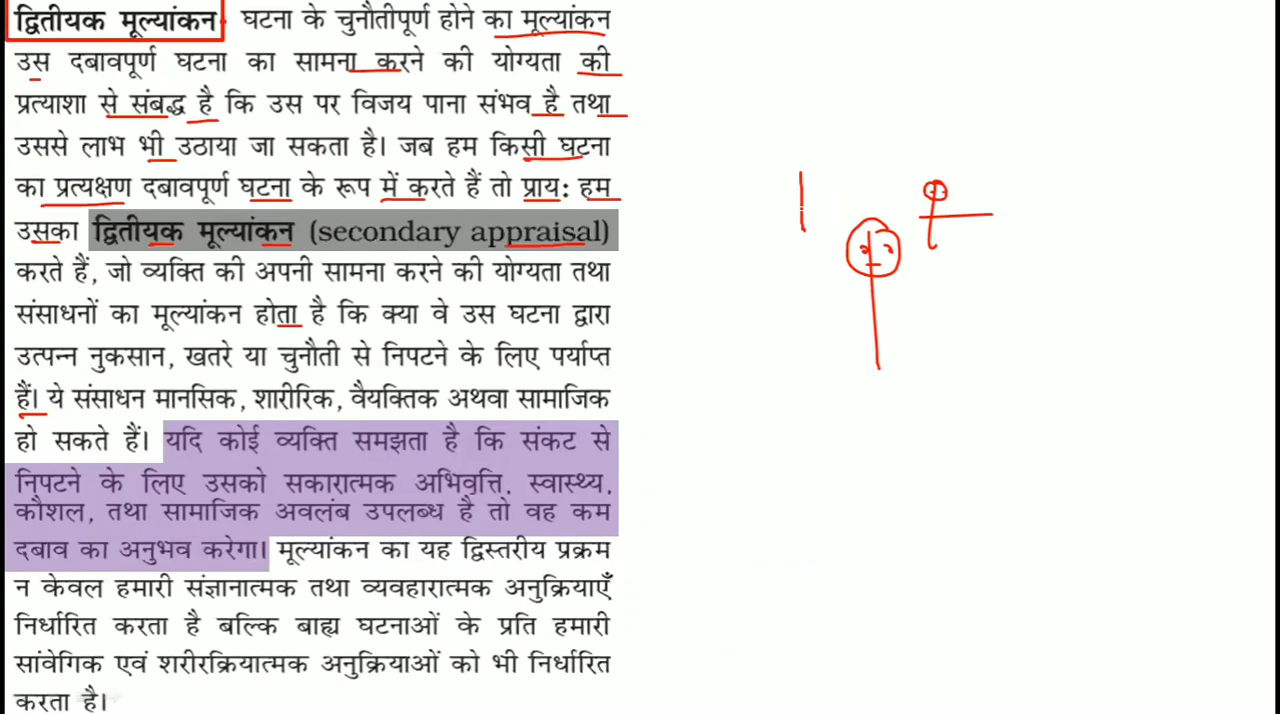 द्वितीयक मूल्यांकन घटना के चुनौतीपूर्ण होने का मूल्यांकन
उस दबावपूर्ण घटना का सामना करने की योग्यता की
प्रत्याशा से संबद्ध है कि उस पर विजय पाना संभव है तथा
उससे लाभ भी उठाया जा सकता है। जब हम किसी घटना
का प्रत्यक्षण दबावपूर्ण घटना के रूप में करते हैं तो प्राय: हम
उसका द्वितीयक मूल्यांकन (secondary appraisal)
करते हैं, जो व्यक्ति की अपनी सामना करने की योग्यता तथा
संसाधनों का मूल्यांकन होता है कि क्या वे उस घटना द्वारा
उत्पन्न नुकसान, खतरे या चुनौती से निपटने के लिए पर्याप्त
हैं। ये संसाधन मानसिक, शारीरिक, वैयक्तिक अथवा सामाजिक
हो सकते हैं। यदि कोई व्यक्ति समझता है कि संकट से
निपटने के लिए उसको सकारात्मक अभिवृत्ति, स्वास्थ्य,
कौशल, तथा सामाजिक अवलंब उपलब्ध है तो वह कम
दबाव का अनुभव करेगा। मूल्यांकन का यह द्विस्तरीय प्रक्रम
न केवल हमारी संज्ञानात्मक तथा व्यवहारात्मक अनुक्रियाएँ
निर्धारित करता है बल्कि बाह्य घटनाओं के प्रति हमारी
सांवेगिक एवं शरीरक्रियात्मक अनुक्रियाओं को भी निर्धारित
करता है।